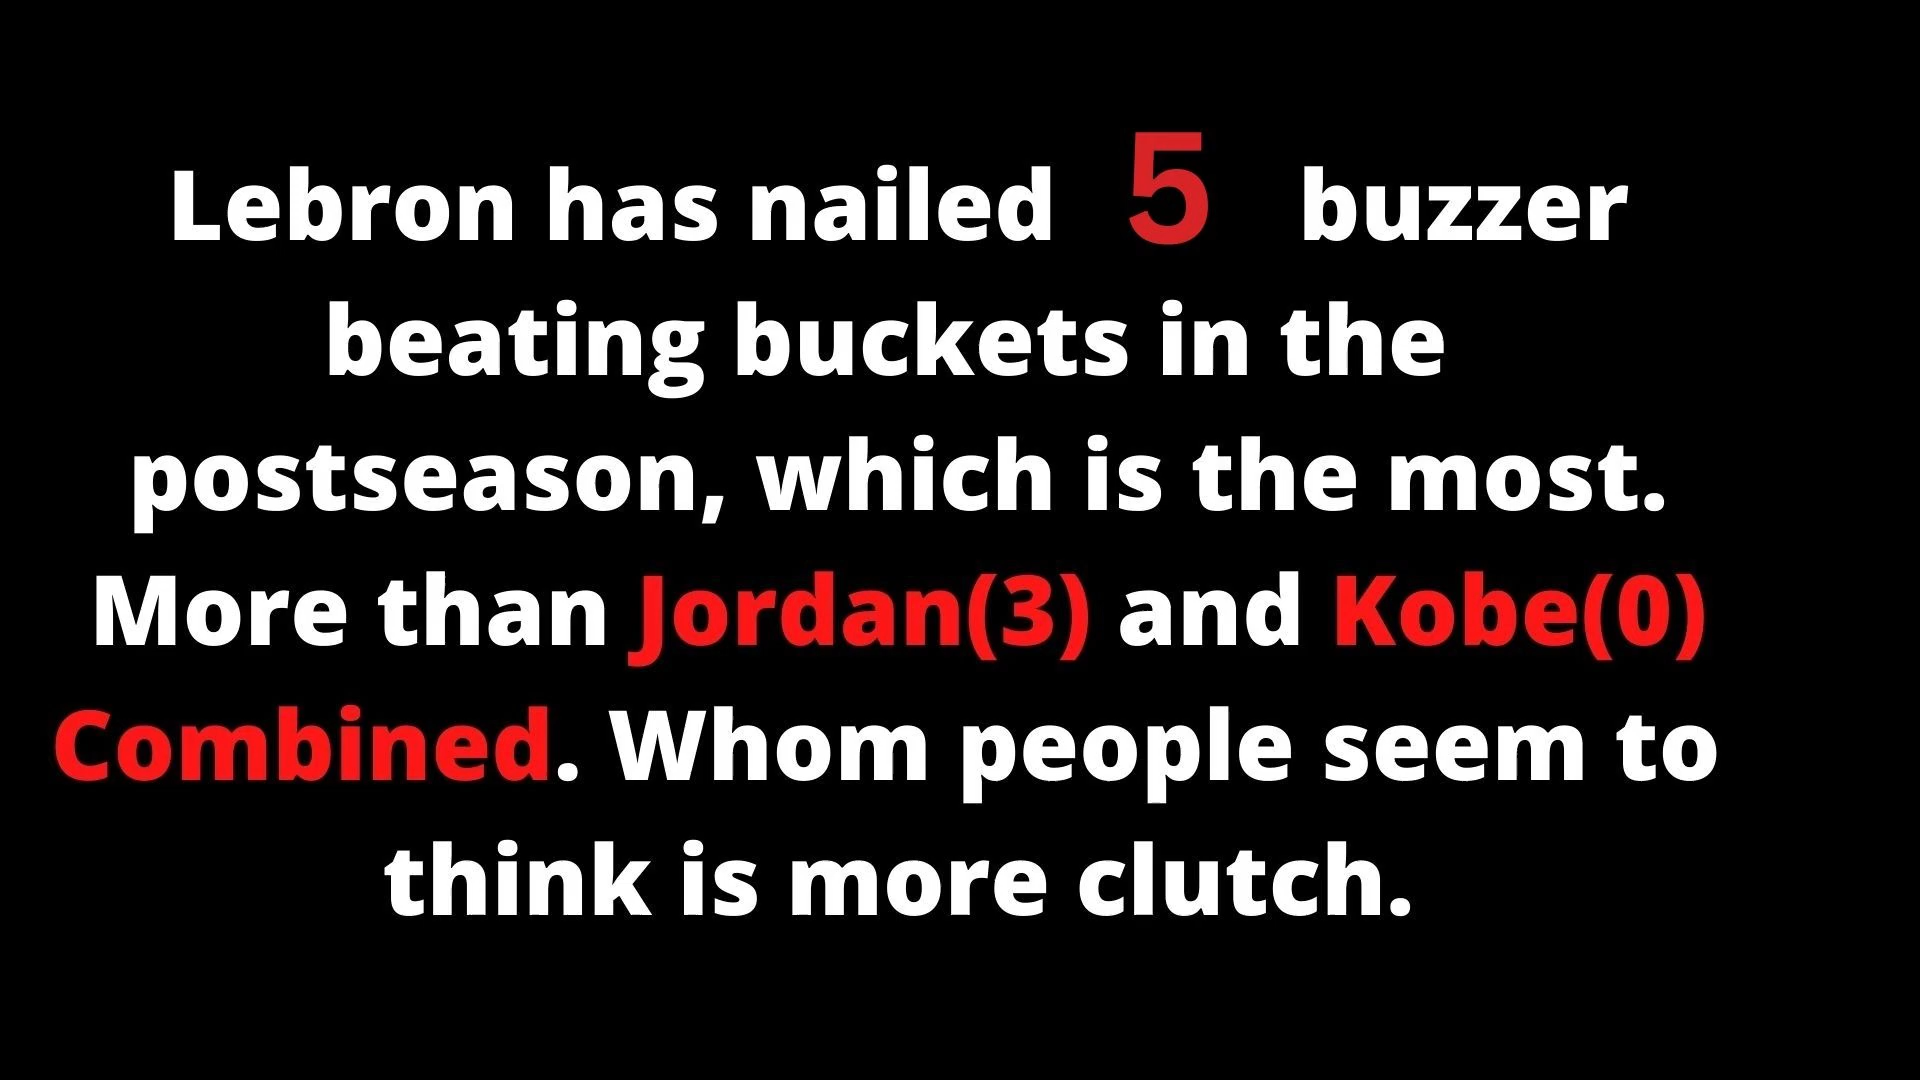 Lebron has nailed 5 buzzer
beating buckets in the
postseason, which is the most.
More than Jordan(3) and Kobe(0)
Combined. Whom people seem to
think is more clutch.